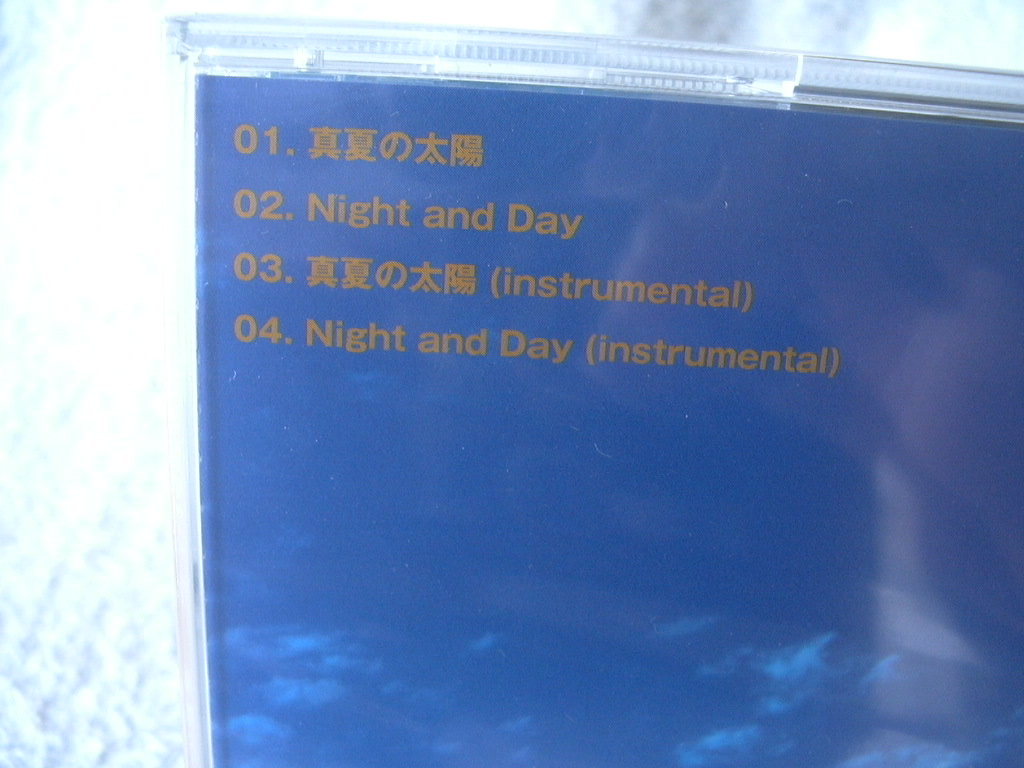 01. 真夏の太陽
02. Night and Day
03. 真夏の太陽 (instrumental)
04. Night and Day (instrumental)